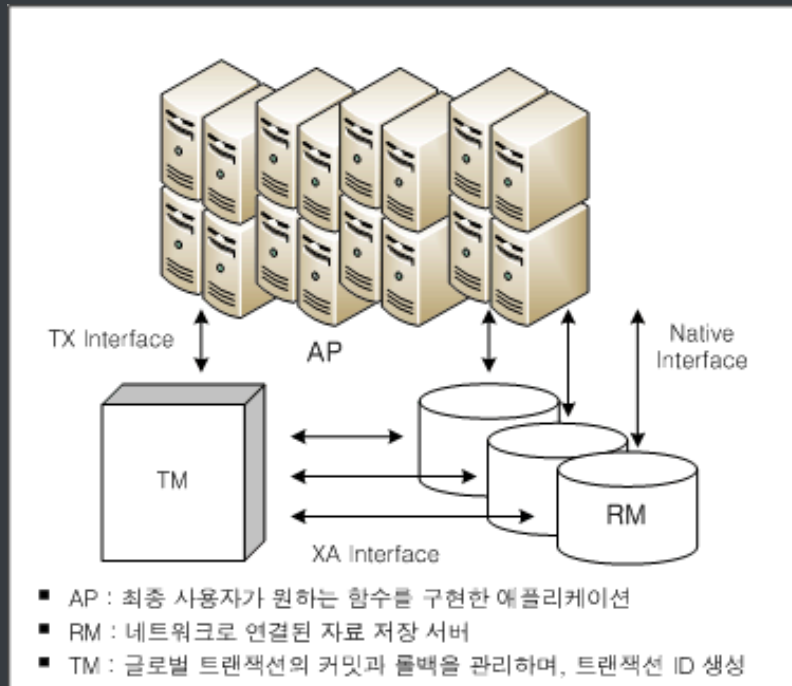 TX Interface
AP
Native
Interface
TM
RM
XA Interface
▪ AP : 최종 사용자가 원하는 함수를 구현한 애플리케이션
▪ RM : 네트워크로 연결된 자료 저장 서버
▪ TM : 글로벌 트랜잭션의 커밋과 롤백을 관리하며, 트랜잭션 ID 생성